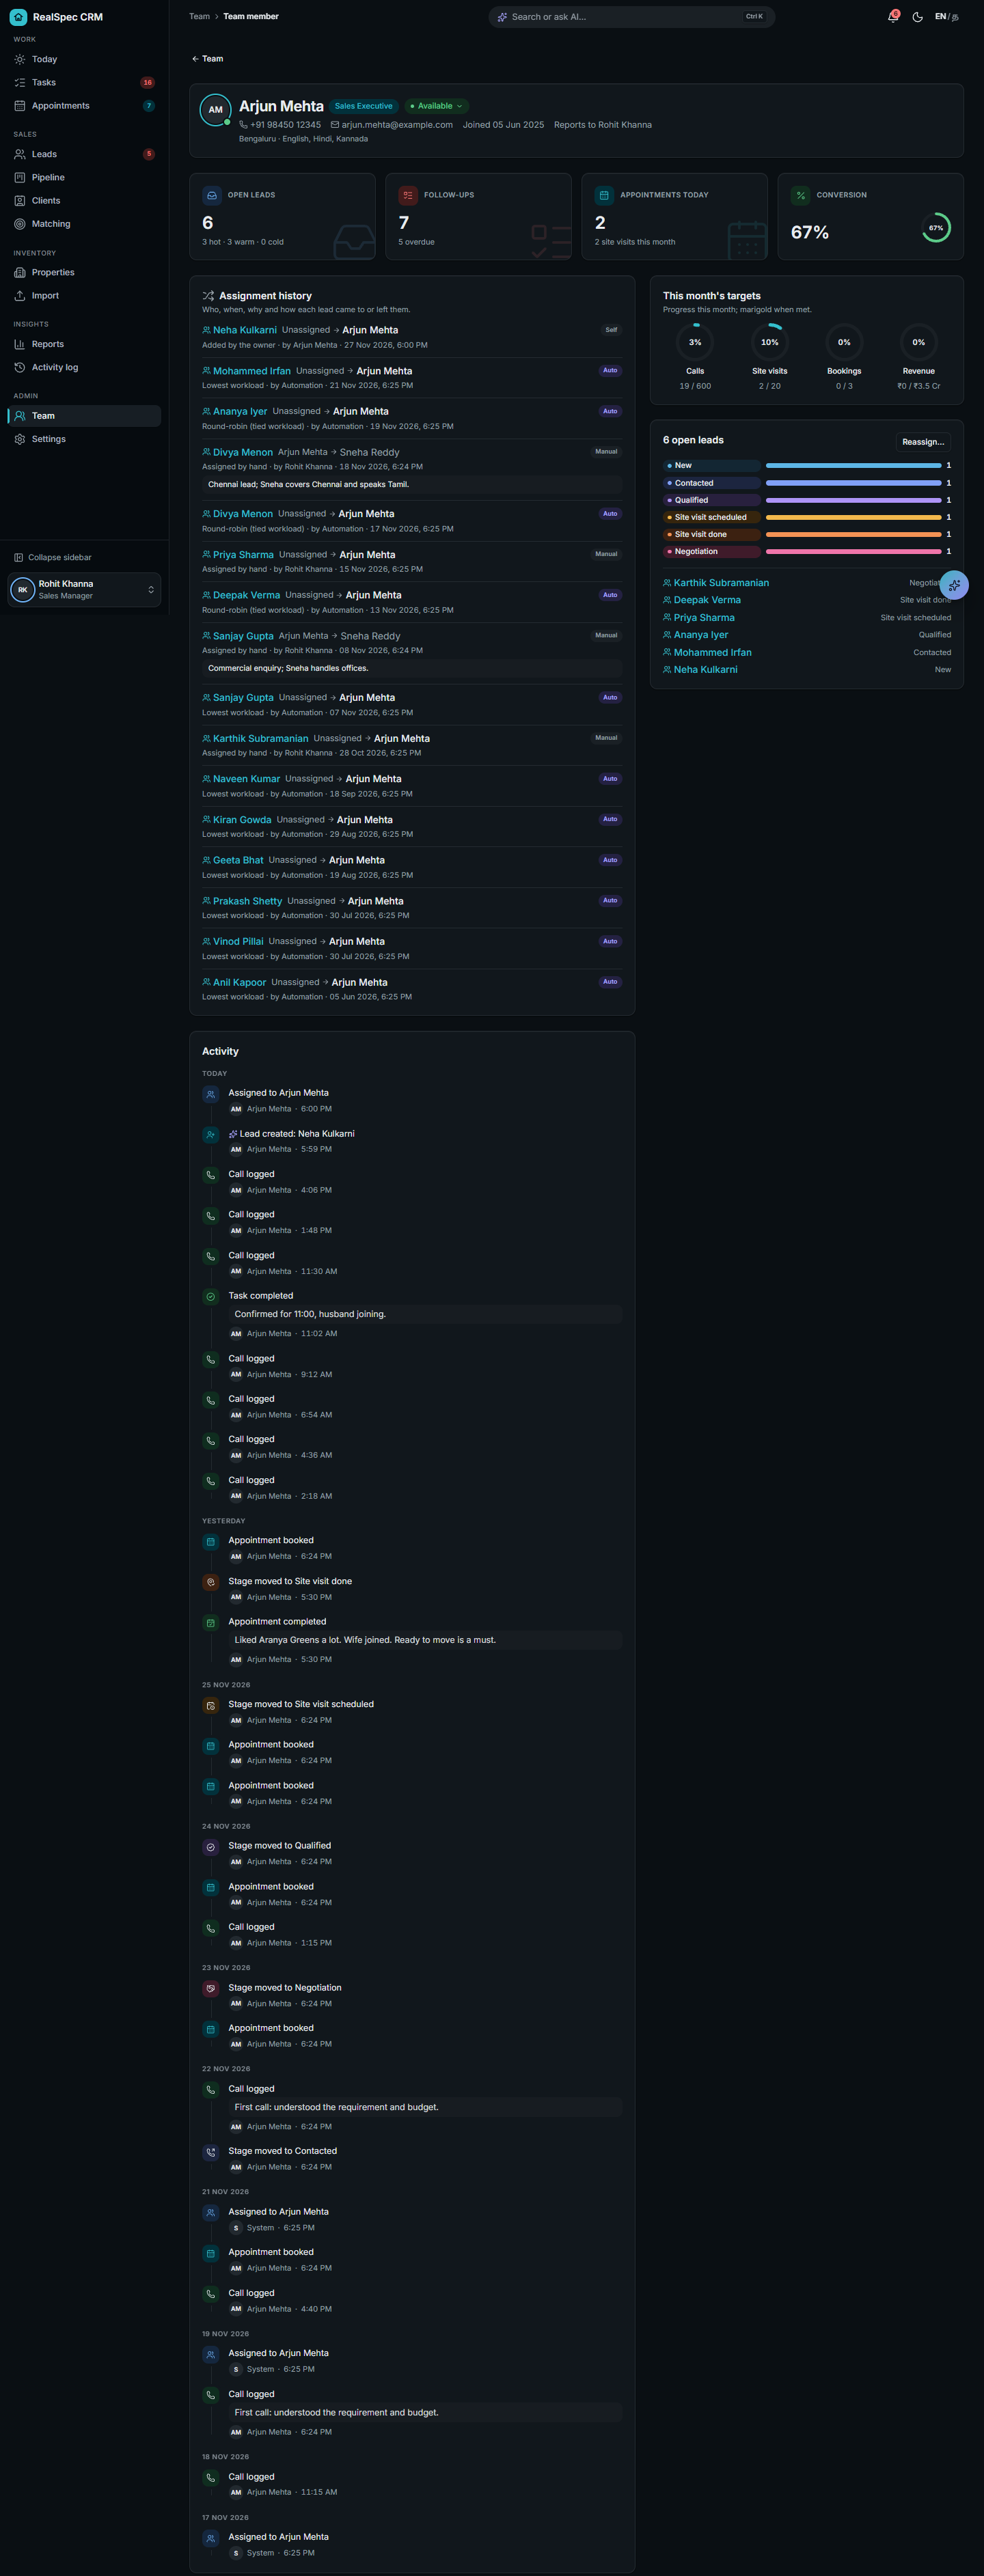 RealSpec CRM
WORK
Today
Tasks 16
Appointments 7
SALES
Leads 5
Pipeline
Clients
Matching
INVENTORY
Properties
Import
INSIGHTS
Reports
Activity log
ADMIN
Team
Settings
Collapse sidebar
RK Rohit Khanna
Sales Manager
Team > Team member
Search or ask AI... Ctrl K
EN /
Team
AM Arjun Mehta Sales Executive Available
+91 98450 12345 arjun.mehta@example.com Joined 05 Jun 2025 Reports to Rohit Khanna
Bengaluru · English, Hindi, Kannada
OPEN LEADS
6
3 hot · 3 warm · 0 cold
FOLLOW-UPS
7
5 overdue
APPOINTMENTS TODAY
2
2 site visits this month
CONVERSION
67% 67%
Assignment history
Who, when, why and how each lead came to or left them.
Neha Kulkarni Unassigned → Arjun Mehta Self
Added by the owner · by Arjun Mehta · 27 Nov 2026, 6:00 PM
Mohammed Irfan Unassigned → Arjun Mehta Auto
Lowest workload · by Automation · 21 Nov 2026, 6:25 PM
Ananya Iyer Unassigned → Arjun Mehta Auto
Round-robin (tied workload) · by Automation · 19 Nov 2026, 6:25 PM
Divya Menon Arjun Mehta → Sneha Reddy Manual
Assigned by hand · by Rohit Khanna · 18 Nov 2026, 6:24 PM
Chennai lead; Sneha covers Chennai and speaks Tamil.
Divya Menon Unassigned → Arjun Mehta Auto
Round-robin (tied workload) · by Automation · 17 Nov 2026, 6:25 PM
Priya Sharma Unassigned → Arjun Mehta Manual
Assigned by hand · by Rohit Khanna · 15 Nov 2026, 6:25 PM
Deepak Verma Unassigned → Arjun Mehta Auto
Round-robin (tied workload) · by Automation · 13 Nov 2026, 6:25 PM
Sanjay Gupta Arjun Mehta → Sneha Reddy Manual
Assigned by hand · by Rohit Khanna · 08 Nov 2026, 6:24 PM
Commercial enquiry; Sneha handles offices.
Sanjay Gupta Unassigned → Arjun Mehta Auto
Lowest workload · by Automation · 07 Nov 2026, 6:25 PM
Karthik Subramanian Unassigned → Arjun Mehta Manual
Assigned by hand · by Rohit Khanna · 28 Oct 2026, 6:25 PM
Naveen Kumar Unassigned → Arjun Mehta Auto
Lowest workload · by Automation · 18 Sep 2026, 6:25 PM
Kiran Gowda Unassigned → Arjun Mehta Auto
Lowest workload · by Automation · 29 Aug 2026, 6:25 PM
Geeta Bhat Unassigned → Arjun Mehta Auto
Lowest workload · by Automation · 19 Aug 2026, 6:25 PM
Prakash Shetty Unassigned → Arjun Mehta Auto
Lowest workload · by Automation · 30 Jul 2026, 6:25 PM
Vinod Pillai Unassigned → Arjun Mehta Auto
Lowest workload · by Automation · 30 Jul 2026, 6:25 PM
Anil Kapoor Unassigned → Arjun Mehta Auto
Lowest workload · by Automation · 05 Jun 2026, 6:25 PM
This month's targets
Progress this month; marigold when met.
3% 10% 0% 0%
Calls Site visits Bookings Revenue
19 / 600 2 / 20 0 / 3 ₹0 / ₹3.5 Cr
6 open leads Reassign...
New 1
Contacted 1
Qualified 1
Site visit scheduled 1
Site visit done 1
Negotiation 1
Karthik Subramanian
Deepak Verma Site visit done
Priya Sharma Site visit scheduled
Ananya Iyer Qualified
Mohammed Irfan Contacted
Neha Kulkarni New
Activity
TODAY
Assigned to Arjun Mehta
AM Arjun Mehta · 6:00 PM
Lead created: Neha Kulkarni
AM Arjun Mehta · 5:59 PM
Call logged
AM Arjun Mehta · 4:06 PM
Call logged
AM Arjun Mehta · 1:48 PM
Call logged
AM Arjun Mehta · 11:30 AM
Task completed
Confirmed for 11:00, husband joining.
AM Arjun Mehta · 11:02 AM
Call logged
AM Arjun Mehta · 9:12 AM
Call logged
AM Arjun Mehta · 6:54 AM
Call logged
AM Arjun Mehta · 4:36 AM
Call logged
AM Arjun Mehta · 2:18 AM
YESTERDAY
Appointment booked
AM Arjun Mehta · 6:24 PM
Stage moved to Site visit done
AM Arjun Mehta · 5:30 PM
Appointment completed
Liked Aranya Greens a lot. Wife joined. Ready to move is a must.
AM Arjun Mehta · 5:30 PM
25 NOV 2026
Stage moved to Site visit scheduled
AM Arjun Mehta · 6:24 PM
Appointment booked
AM Arjun Mehta · 6:24 PM
Appointment booked
AM Arjun Mehta · 6:24 PM
24 NOV 2026
Stage moved to Qualified
AM Arjun Mehta · 6:24 PM
Appointment booked
AM Arjun Mehta · 6:24 PM
Call logged
AM Arjun Mehta · 1:15 PM
23 NOV 2026
Stage moved to Negotiation
AM Arjun Mehta · 6:24 PM
Appointment booked
AM Arjun Mehta · 6:24 PM
22 NOV 2026
Call logged
First call: understood the requirement and budget.
AM Arjun Mehta · 6:24 PM
Stage moved to Contacted
AM Arjun Mehta · 6:24 PM
21 NOV 2026
Assigned to Arjun Mehta
S System · 6:25 PM
Appointment booked
AM Arjun Mehta · 6:24 PM
Call logged
AM Arjun Mehta · 4:40 PM
19 NOV 2026
Assigned to Arjun Mehta
S System · 6:25 PM
Call logged
First call: understood the requirement and budget.
AM Arjun Mehta · 6:24 PM
18 NOV 2026
Call logged
AM Arjun Mehta · 11:15 AM
17 NOV 2026
Assigned to Arjun Mehta
S System · 6:25 PM